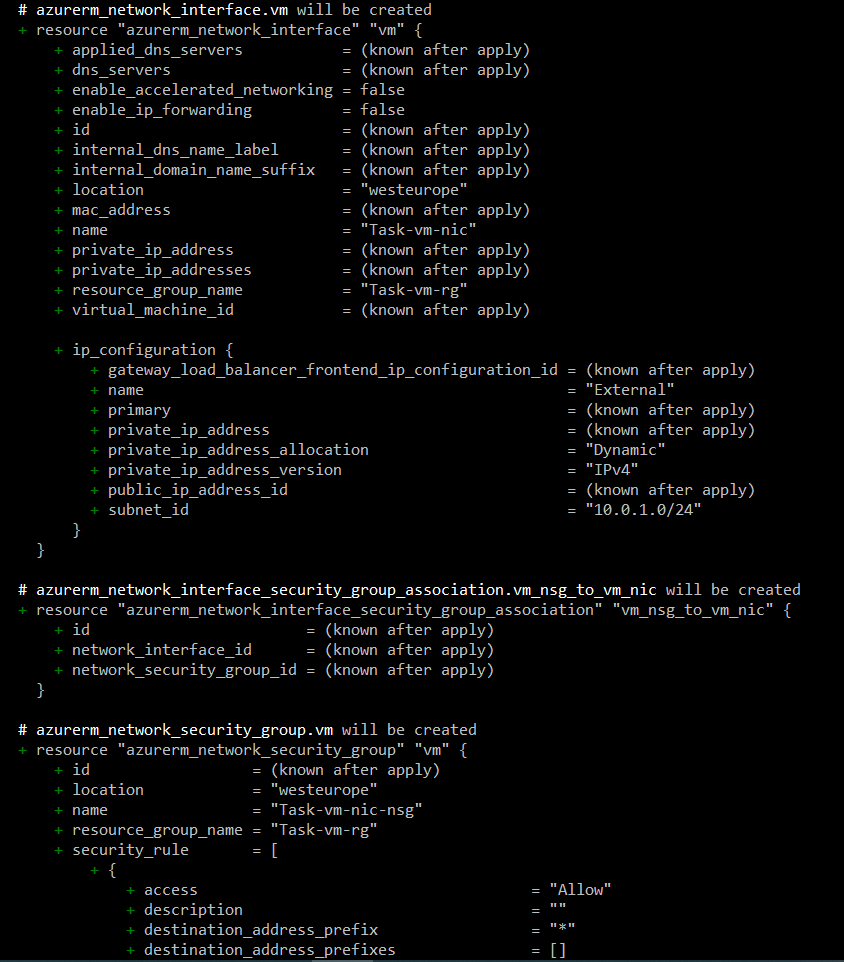 # azurerm_network_interface.vm will be created
+ resource "azurerm_network_interface" "vm" {
+ applied_dns_servers = (known after apply)
+ dns_servers = (known after apply)
+ enable_accelerated_networking = false
+ enable_ip_forwarding = false
+ id = (known after apply)
+ internal_dns_name_label = (known after apply)
+ internal_domain_name_suffix = (known after apply)
+ location = "westeurope"
+ mac_address = (known after apply)
+ name = "Task-vm-nic"
+ private_ip_address = (known after apply)
+ private_ip_addresses = (known after apply)
+ resource_group_name = "Task-vm-rg"
+ virtual_machine_id = (known after apply)
+ ip_configuration {
+ gateway_load_balancer_frontend_ip_configuration_id = (known after apply)
+ name = "External"
+ primary = (known after apply)
+ private_ip_address = (known after apply)
+ private_ip_address_allocation = "Dynamic"
+ private_ip_address_version = "IPv4"
+ public_ip_address_id = (known after apply)
+ subnet_id = "10.0.1.0/24"
}
}
# azurerm_network_interface_security_group_association.vm_nsg_to_vm_nic will be created
+ resource "azurerm_network_interface_security_group_association" "vm_nsg_to_vm_nic" {
+ id = (known after apply)
+ network_interface_id = (known after apply)
+ network_security_group_id = (known after apply)
}
# azurerm_network_security_group.vm will be created
+ resource "azurerm_network_security_group" "vm" {
+ id = (known after apply)
+ location = "westeurope"
+ name = "Task-vm-nic-nsg"
+ resource_group_name = "Task-vm-rg"
+ security_rule = [
+ {
+ access = "Allow"
+ description = ""
+ destination_address_prefix = "*"
+ destination_address_prefixes = []